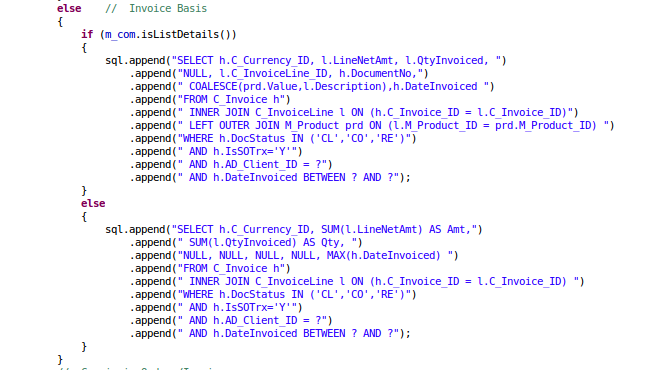 else    //  Invoice Basis
{
if (m_com.isListDetails())
{
sql.append("SELECT h.C_Currency_ID, l.LineNetAmt, l.QtyInvoiced, ")
.append("NULL, l.C_InvoiceLine_ID, h.DocumentNo,")
.append(" COALESCE(prd.Value,l.Description),h.DateInvoiced ")
.append("FROM C_Invoice h")
.append(" INNER JOIN C_InvoiceLine l ON (h.C_Invoice_ID = l.C_Invoice_ID)")
.append(" LEFT OUTER JOIN M_Product prd ON (l.M_Product_ID = prd.M_Product_ID) ")
.append("WHERE h.DocStatus IN ('CL','CO','RE')")
.append(" AND h.IsSOTrx='Y'")
.append(" AND h.AD_Client_ID = ?")
.append(" AND h.DateInvoiced BETWEEN ? AND ?");
}
else
{
sql.append("SELECT h.C_Currency_ID, SUM(l.LineNetAmt) AS Amt,")
.append(" SUM(l.QtyInvoiced) AS Qty, ")
.append("NULL, NULL, NULL, NULL, MAX(h.DateInvoiced) ")
.append("FROM C_Invoice h")
.append(" INNER JOIN C_InvoiceLine l ON (h.C_Invoice_ID = l.C_Invoice_ID) ")
.append("WHERE h.DocStatus IN ('CL','CO','RE')")
.append(" AND h.IsSOTrx='Y'")
.append(" AND h.AD_Client_ID = ?")
.append(" AND h.DateInvoiced BETWEEN ? AND ?");
}
}